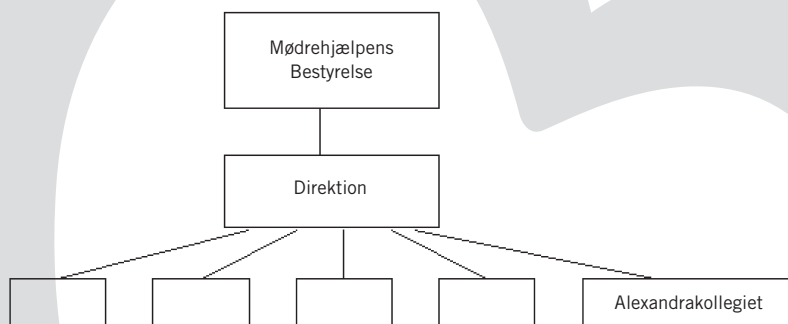 Mødrehjælpens
Bestyrelse
Direktion
Alexandrakollegiet